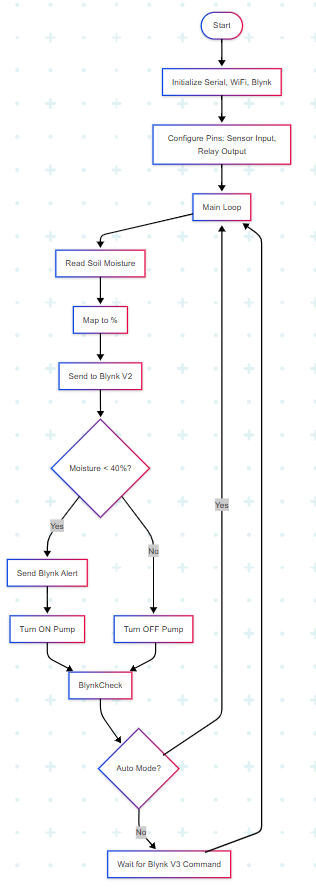 Start
Initialize Serial, WiFi, Blynk
Configure Pins: Sensor Input,
Relay Output
Main Loop
Read Soil Moisture
Map to %
Send to Blynk V2
Moisture < 40%?
Yes
Yes
No
Send Blynk Alert
Turn ON Pump
Turn OFF Pump
BlynkCheck
Auto Mode?
No
Wait for Blynk V3 Command